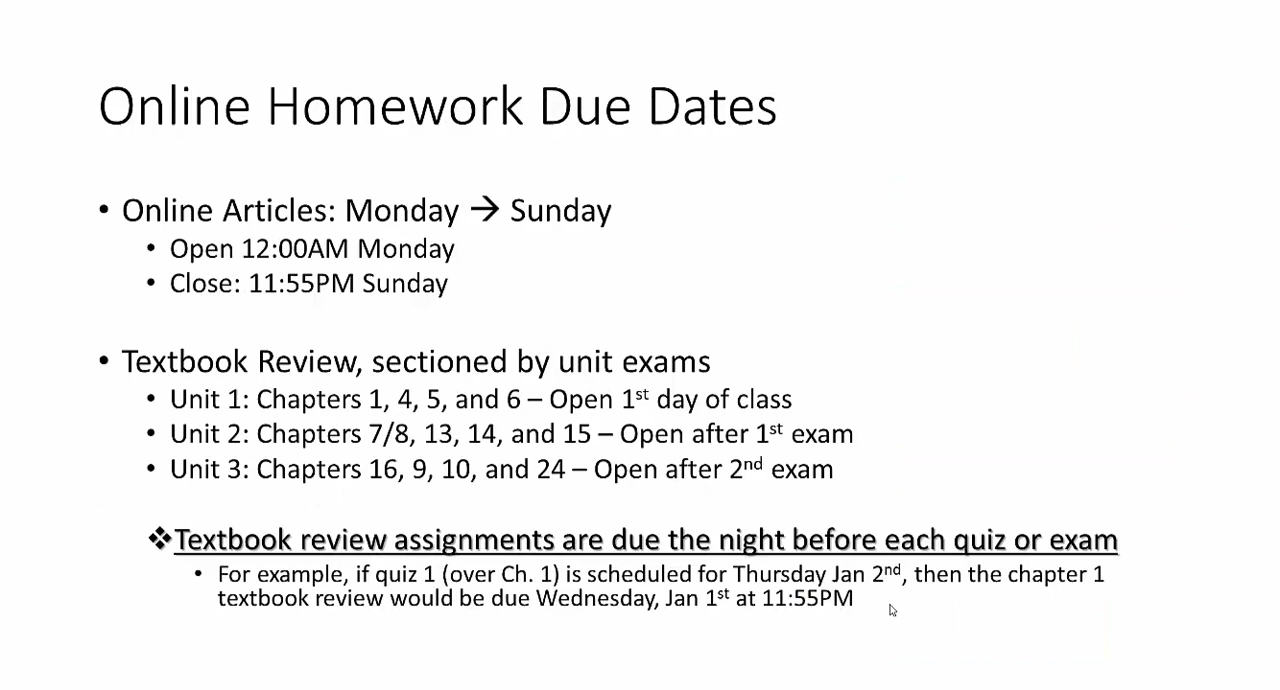 Online Homework Due Dates
• Online Articles: Monday → Sunday
• Open 12:00AM Monday
• Close: 11:55PM Sunday
• Textbook Review, sectioned by unit exams
• Unit 1: Chapters 1, 4, 5, and 6 – Open 1st day of class
• Unit 2: Chapters 7/8, 13, 14, and 15 – Open after 1st exam
• Unit 3: Chapters 16, 9, 10, and 24 – Open after 2nd exam
❖Textbook review assignments are due the night before each quiz or exam
• For example, if quiz 1 (over Ch. 1) is scheduled for Thursday Jan 2nd, then the chapter 1
textbook review would be due Wednesday, Jan 1st at 11:55PM